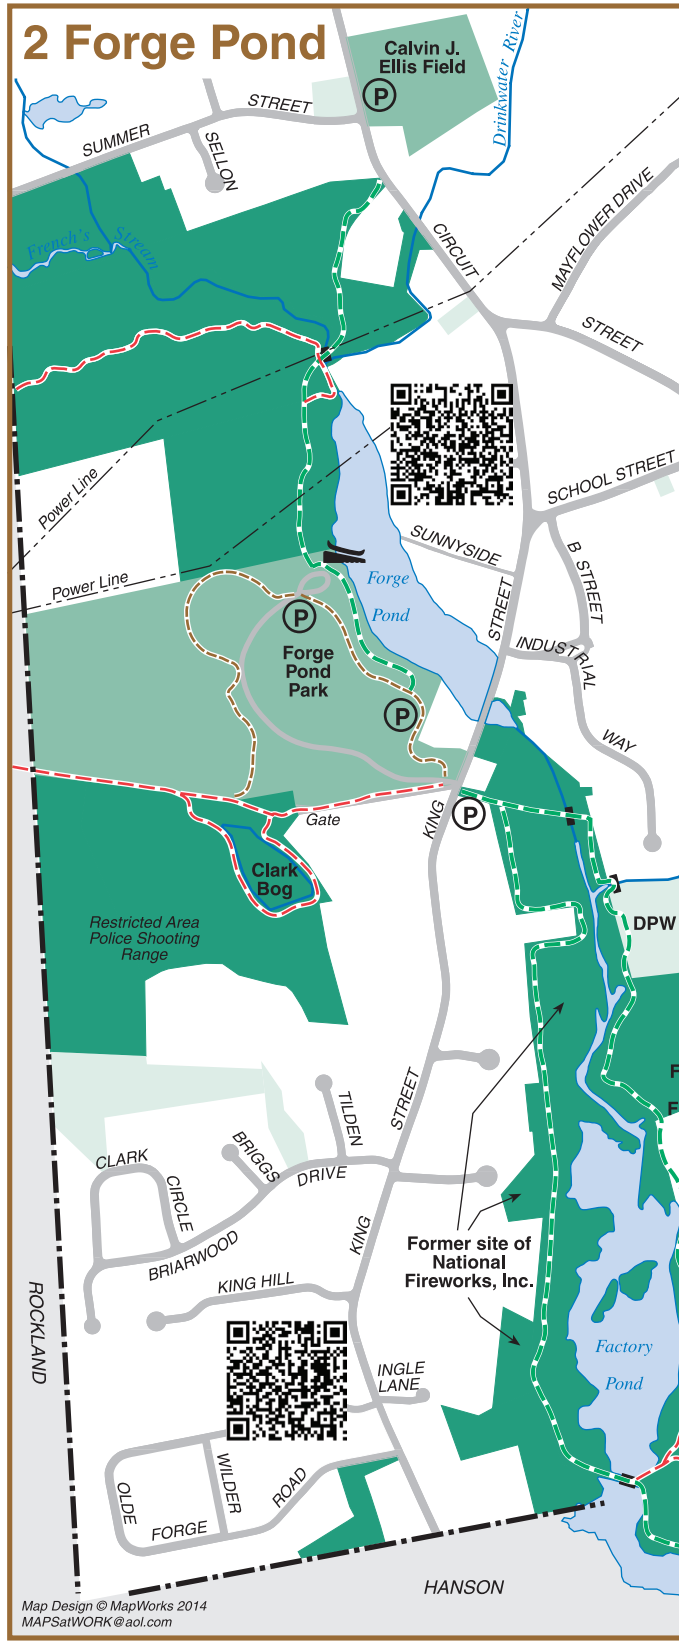 2 Forge Pond
Calvin J.
Ellis Field
P
Drinkwater River
STREET
SUMMER
SELLON
French's Stream
CIRCUIT
MAYFLOWER DRIVE
STREET
SCHOOL STREET
Power Line
Power Line
SUNNYSIDE
B STREET
Forge
Pond
STREET
P
Forge
Pond
Park
INDUSTRIAL
P
WAY
Gate
KING
P
Clark
Bog
DPW
Restricted Area
Police Shooting
Range
F
F
TILDEN
STREET
CLARK
BRIGGS
CIRCLE
DRIVE
BRIARWOOD
KING
Former site of
National
Fireworks, Inc.
KING HILL
ROCKLAND
Factory
Pond
INGLE
LANE
OLDE
WILDER
ROAD
FORGE
HANSON
Map Design © MapWorks 2014
MAPSatWORK@aol.com